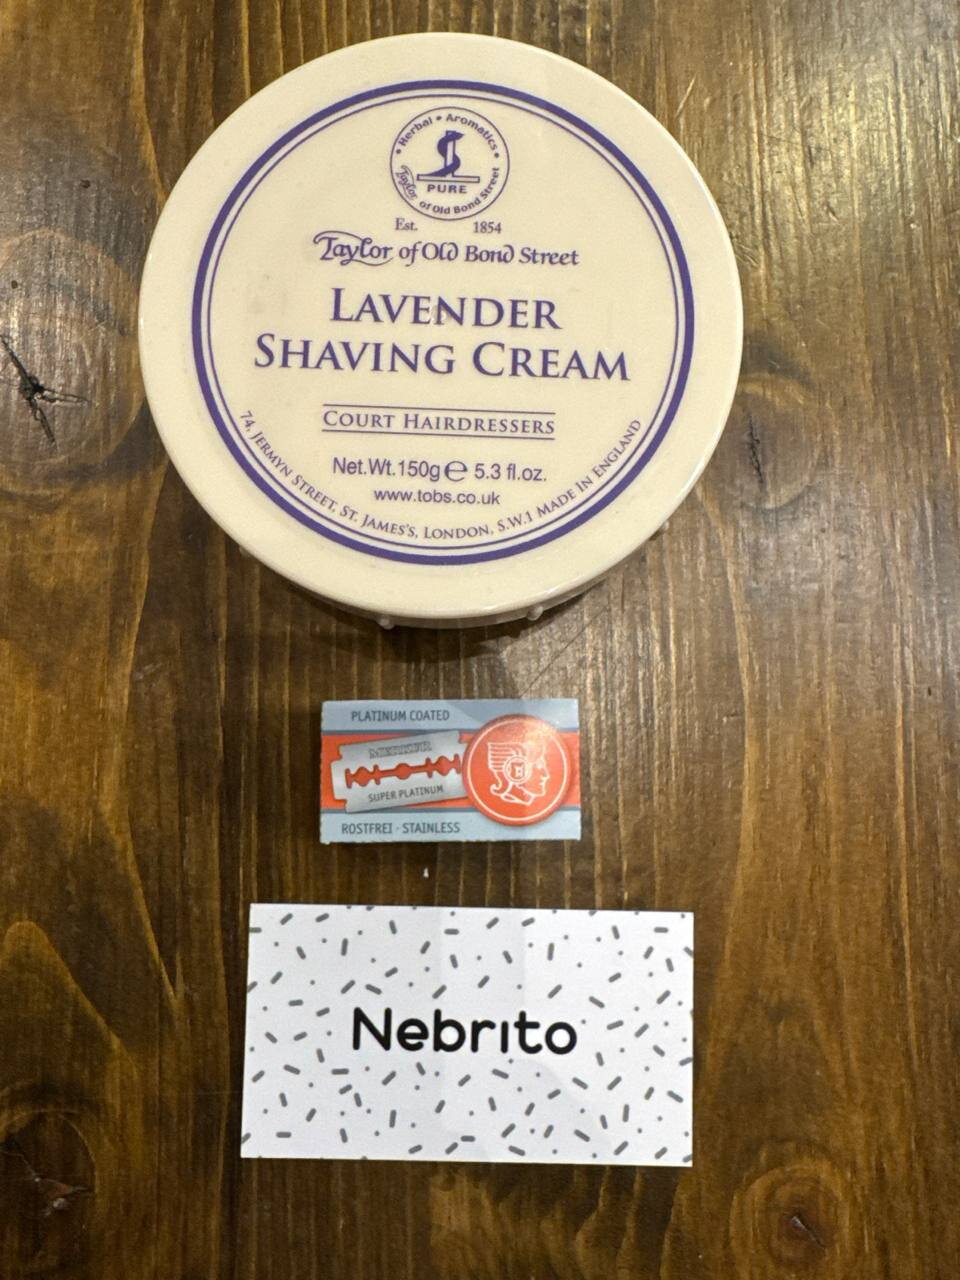 • Herbal • Aromatics •
PURE
Taylor of Old Bond Street
Est. 1854
Taylor of Old Bond Street
LAVENDER
SHAVING CREAM
COURT HAIRDRESSERS
Net.Wt.150g℮ 5.3 fl.oz.
www.tobs.co.uk
74, JERMYN STREET, ST. JAMES'S, LONDON, S.W.1 MADE IN ENGLAND
PLATINUM COATED
MERKUR
SUPER PLATINUM
ROSTFREI · STAINLESS
Nebrito